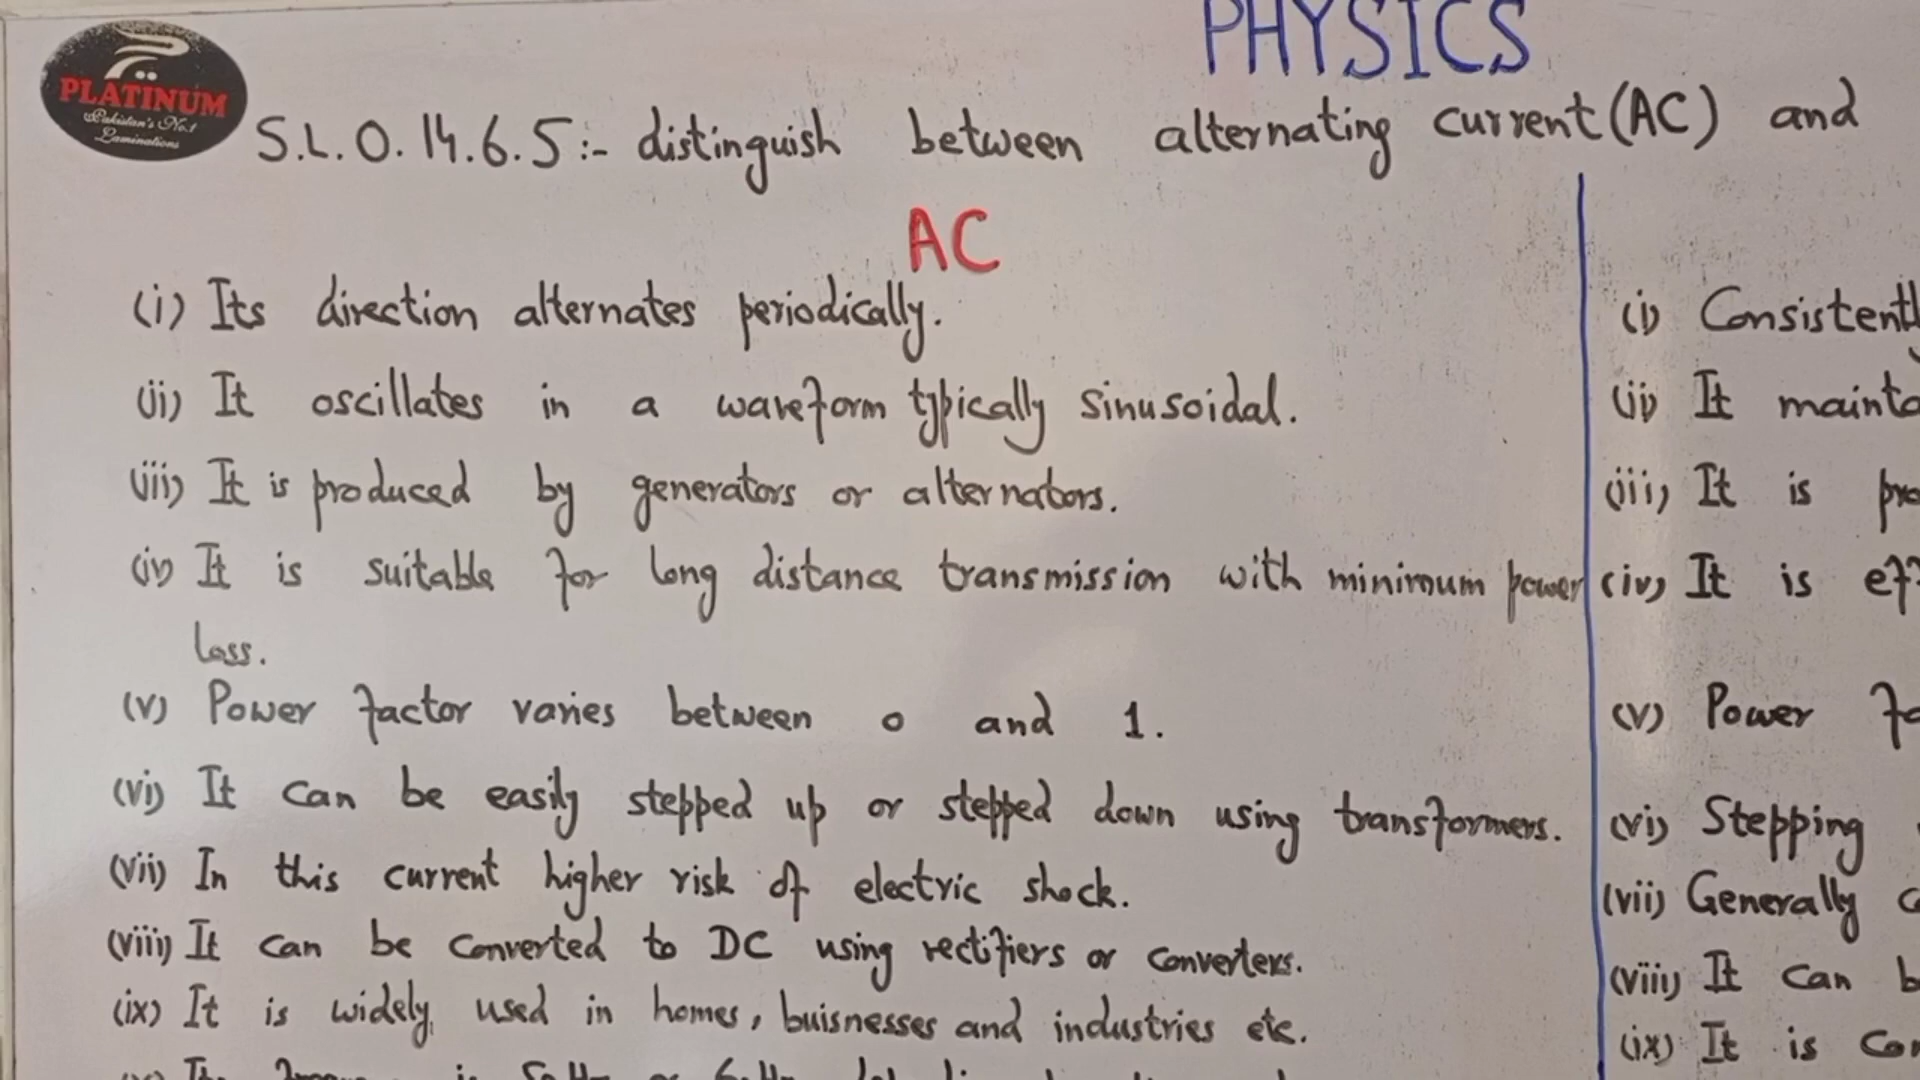 PHYSICS
PLATINUM
Pakistan's No.1
Laminations
S.L.O. 14.6.5:- distinguish between alternating current (AC) and
AC
(i) Its direction alternates periodically.
(ii) It oscillates in a waveform typically sinusoidal.
(iii) It is produced by generators or alternators.
(iv) It is suitable for long distance transmission with minimum power
loss.
(v) Power factor varies between 0 and 1.
(vi) It can be easily stepped up or stepped down using transformers.
(vii) In this current higher risk of electric shock.
(viii) It can be converted to DC using rectifiers or converters.
(ix) It is widely used in homes, buisnesses and industries etc.
(i) Consistentl
(ii) It mainta
(iii) It is pro
(iv) It is eff
(v) Power fa
(vi) Stepping
(vii) Generally
(viii) It can b
(ix) It is con